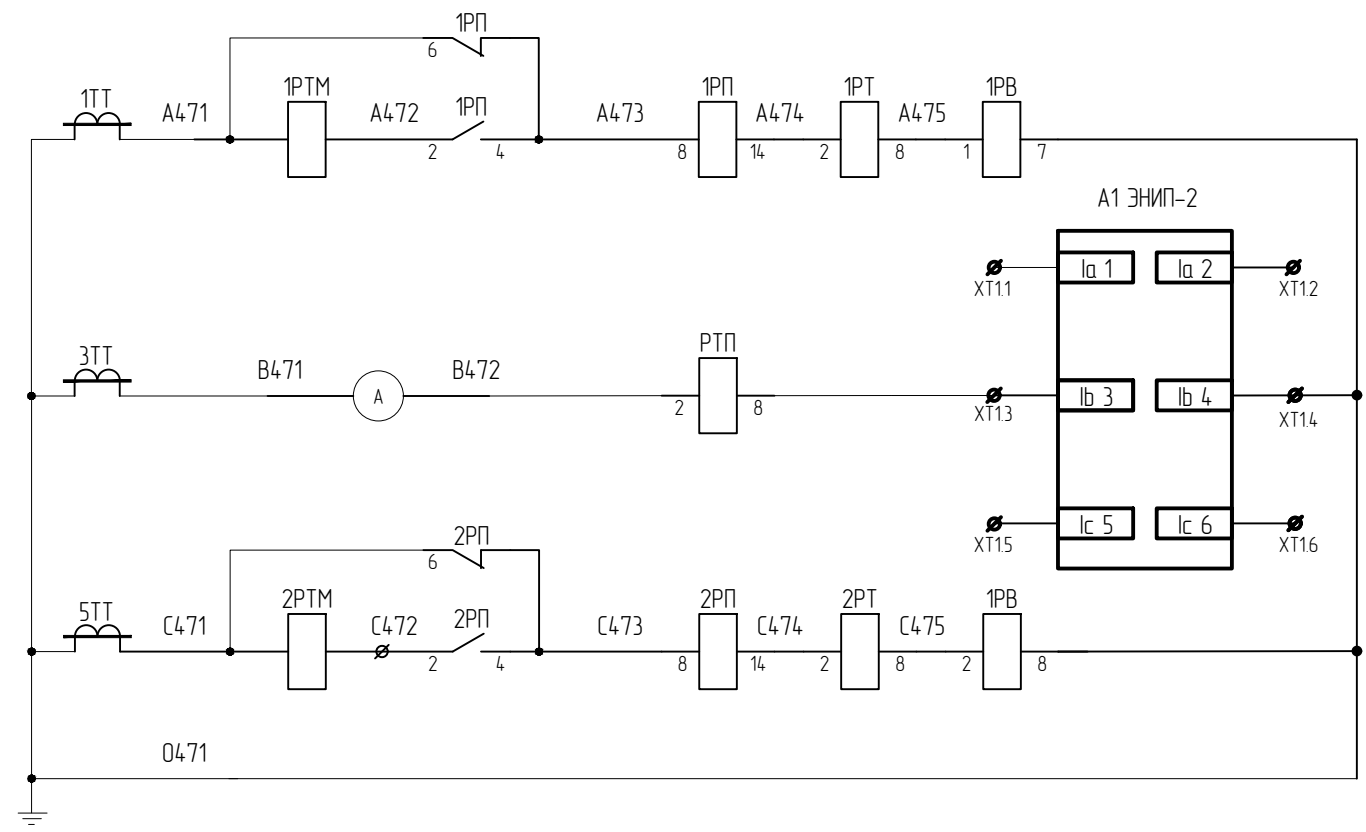 1РП
6
1ТТ
А471
1РТМ
А472
1РП
2
4
А473
1РП
8
14
А474
1РТ
2
8
А475
1РВ
1
7
А1 ЭНИП-2
Ia 1
Ia 2
XT1.1
XT1.2
3ТТ
В471
А
В472
РТП
2
8
Ib 3
Ib 4
XT1.3
XT1.4
Ic 5
Ic 6
XT1.5
XT1.6
2РП
6
5ТТ
С471
2РТМ
С472
2РП
2
4
С473
2РП
8
14
С474
2РТ
2
8
С475
1РВ
2
8
О471